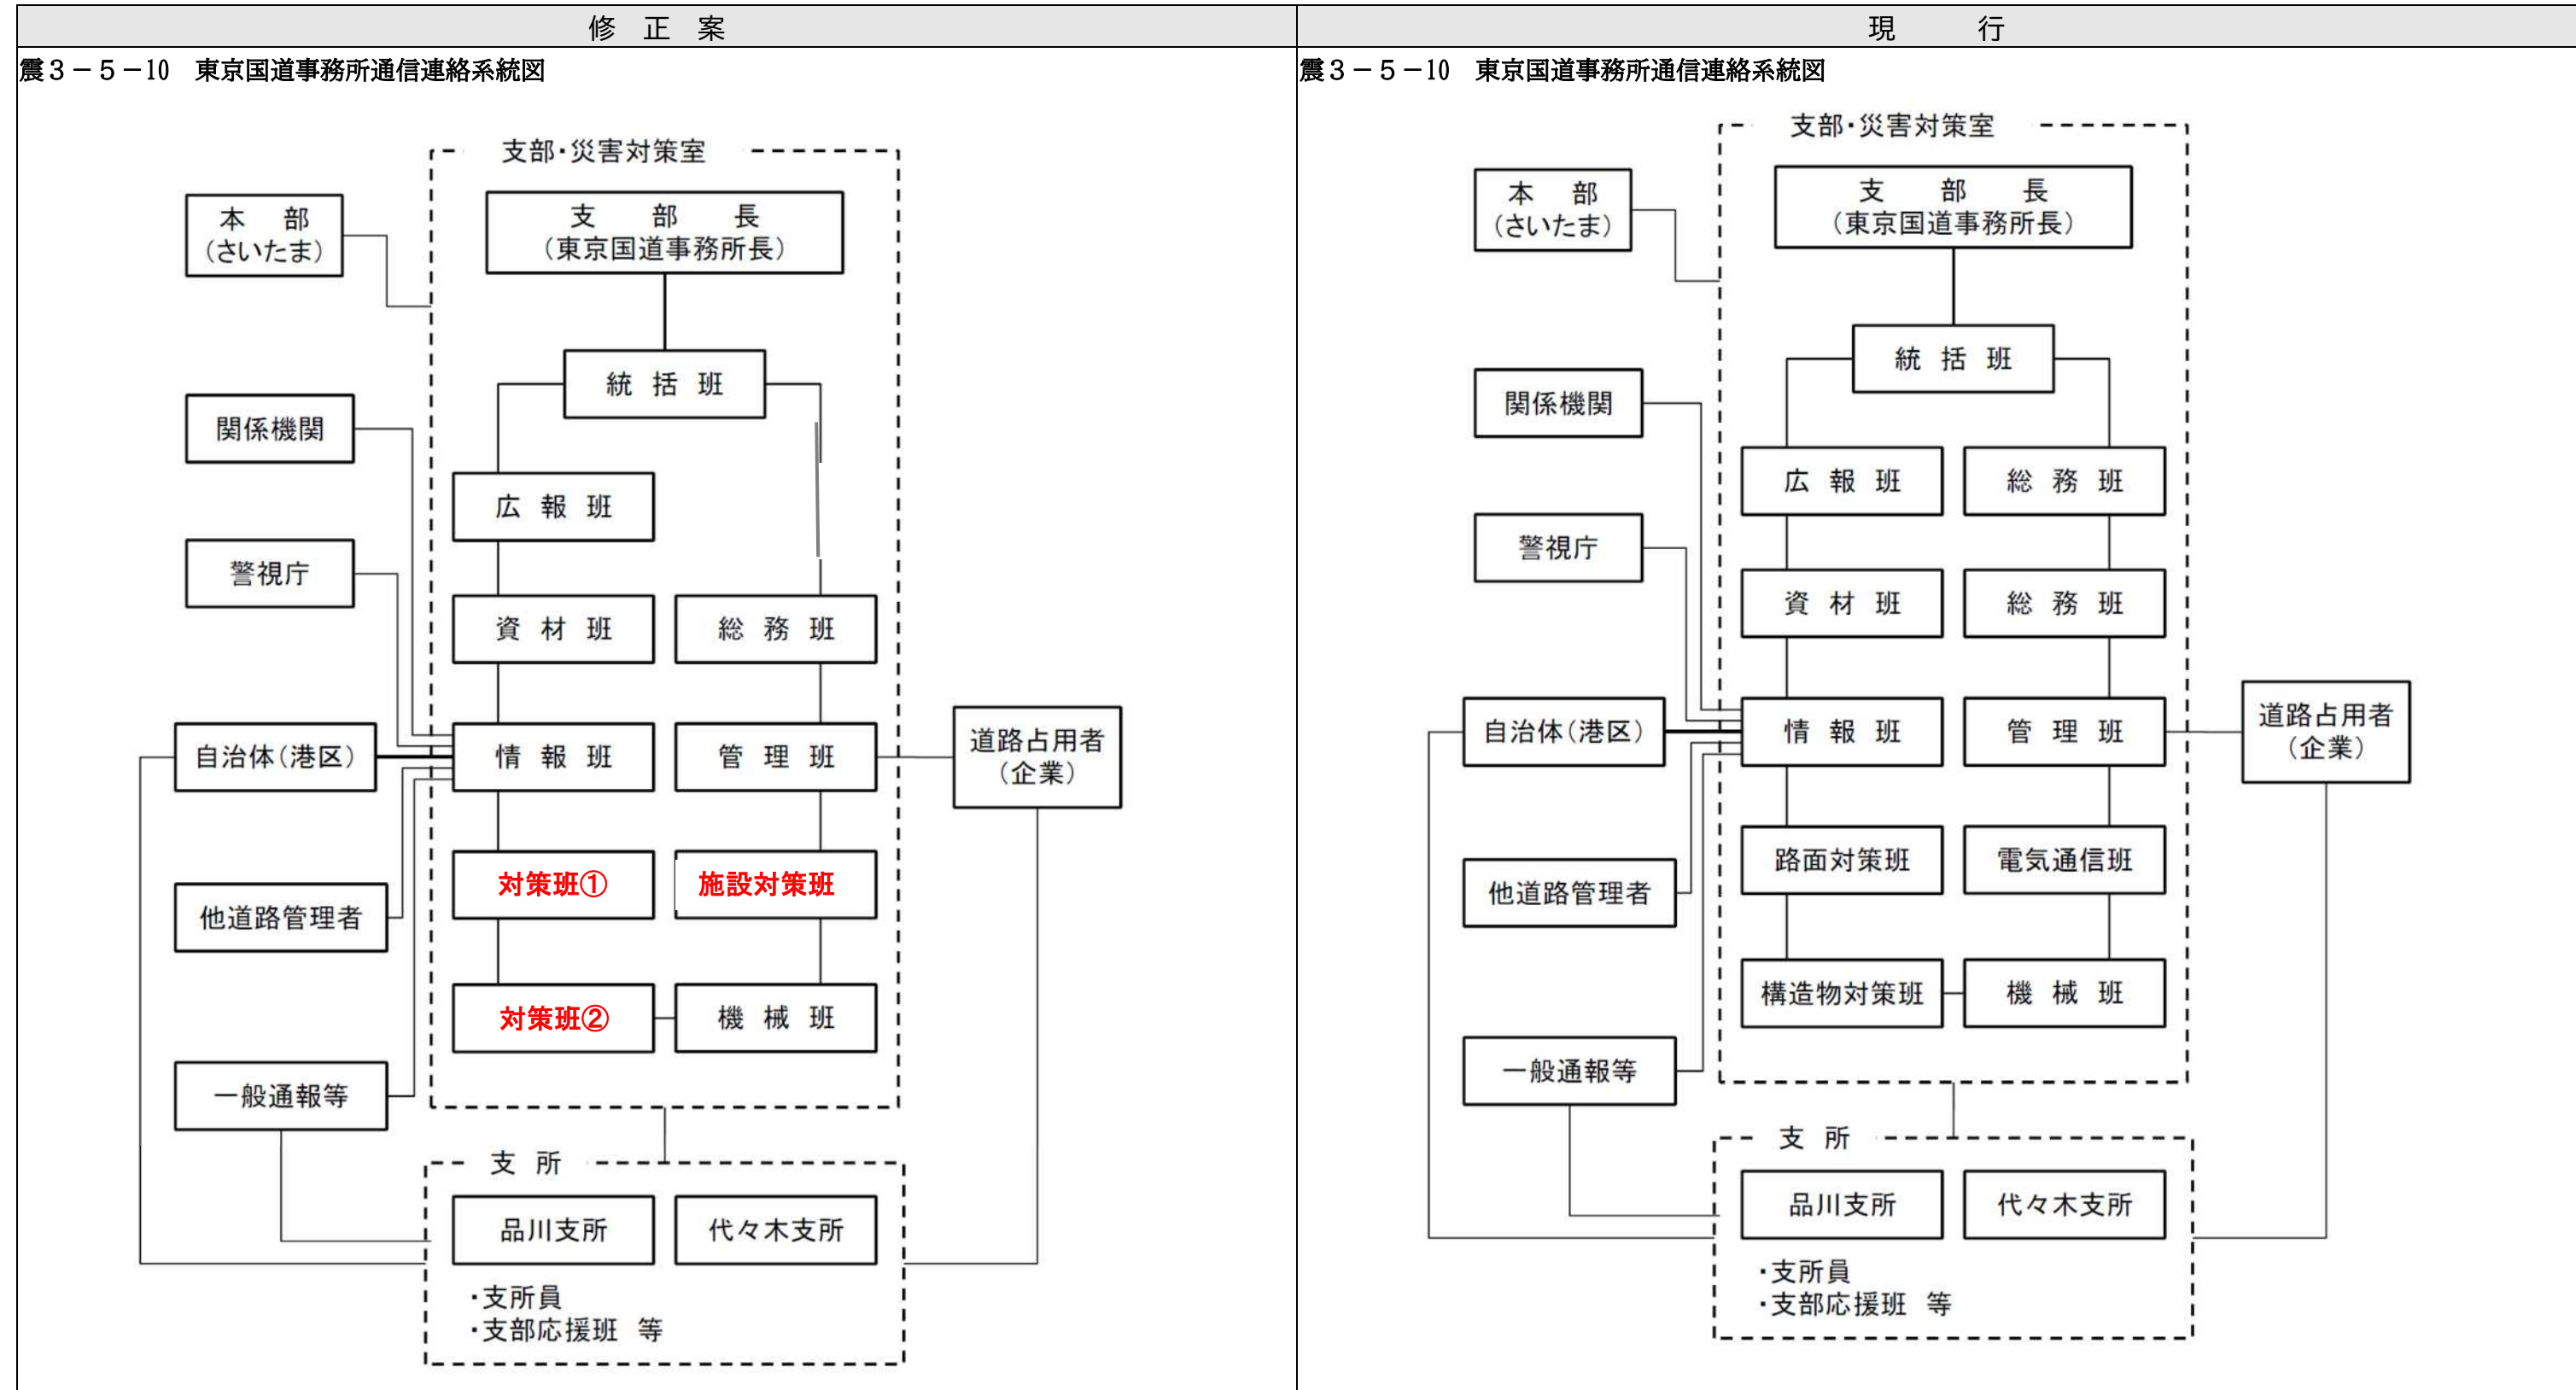 修　正　案
震３－５－10　東京国道事務所通信連絡系統図
支部・災害対策室
本　部
（さいたま）
支　部　長
（東京国道事務所長）
統　括　班
関係機関
広　報　班
警視庁
資　材　班
総　務　班
自治体（港区）
情　報　班
管　理　班
道路占用者
（企業）
対策班①
施設対策班
他道路管理者
対策班②
機　械　班
一般通報等
支　所
品川支所
代々木支所
・支所員
・支部応援班　等
現　　　行
震３－５－10　東京国道事務所通信連絡系統図
支部・災害対策室
本　部
（さいたま）
支　部　長
（東京国道事務所長）
統　括　班
関係機関
広　報　班
総　務　班
警視庁
資　材　班
総　務　班
自治体（港区）
情　報　班
管　理　班
道路占用者
（企業）
路面対策班
電気通信班
他道路管理者
構造物対策班
機　械　班
一般通報等
支　所
品川支所
代々木支所
・支所員
・支部応援班　等